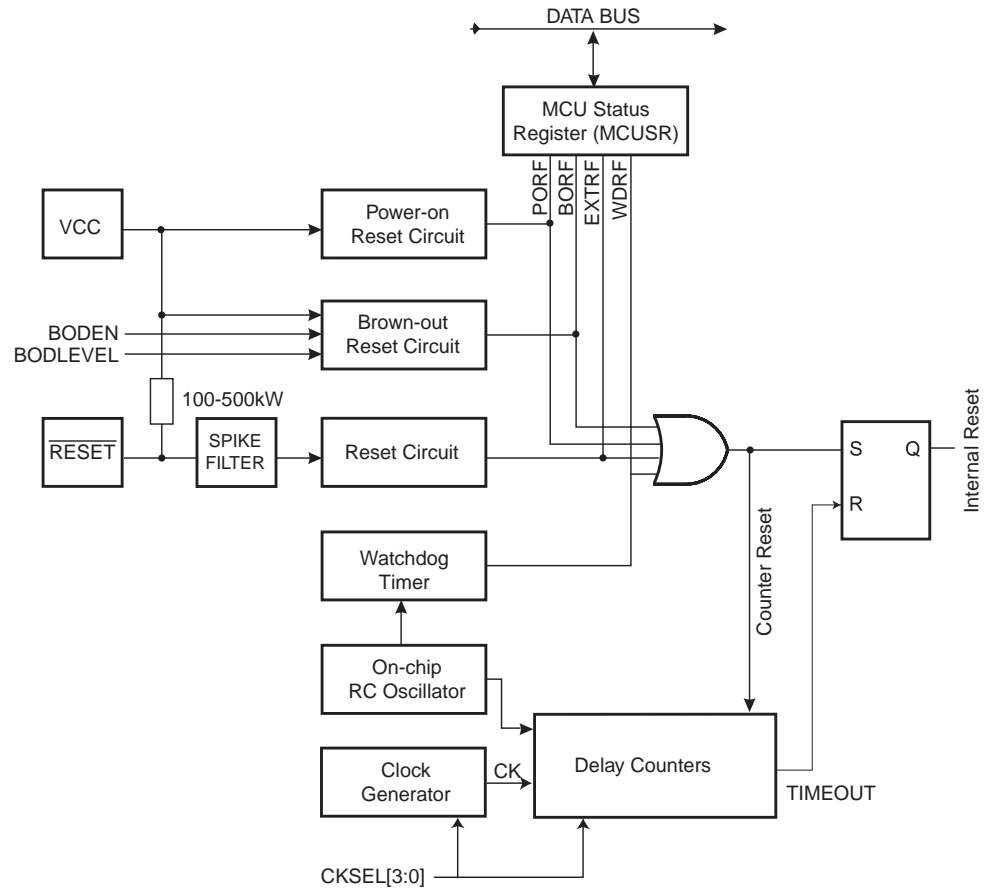 DATA BUS
MCU Status
Register (MCUSR)
PORF
BORF
EXTRF
WDRF
VCC
Power-on
Reset Circuit
BODEN
BODLEVEL
Brown-out
Reset Circuit
100-500kW
RESET
SPIKE
FILTER
Reset Circuit
S
Q
R
Internal Reset
Watchdog
Timer
Counter Reset
On-chip
RC Oscillator
Clock
Generator
CK
Delay Counters
TIMEOUT
CKSEL[3:0]